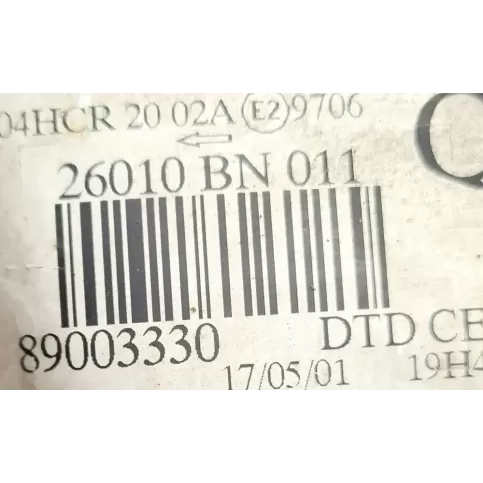 04HCR 20 02A E2 9706
Q
26010 BN 011
89003330 DTD CE
17/05/01 19H4